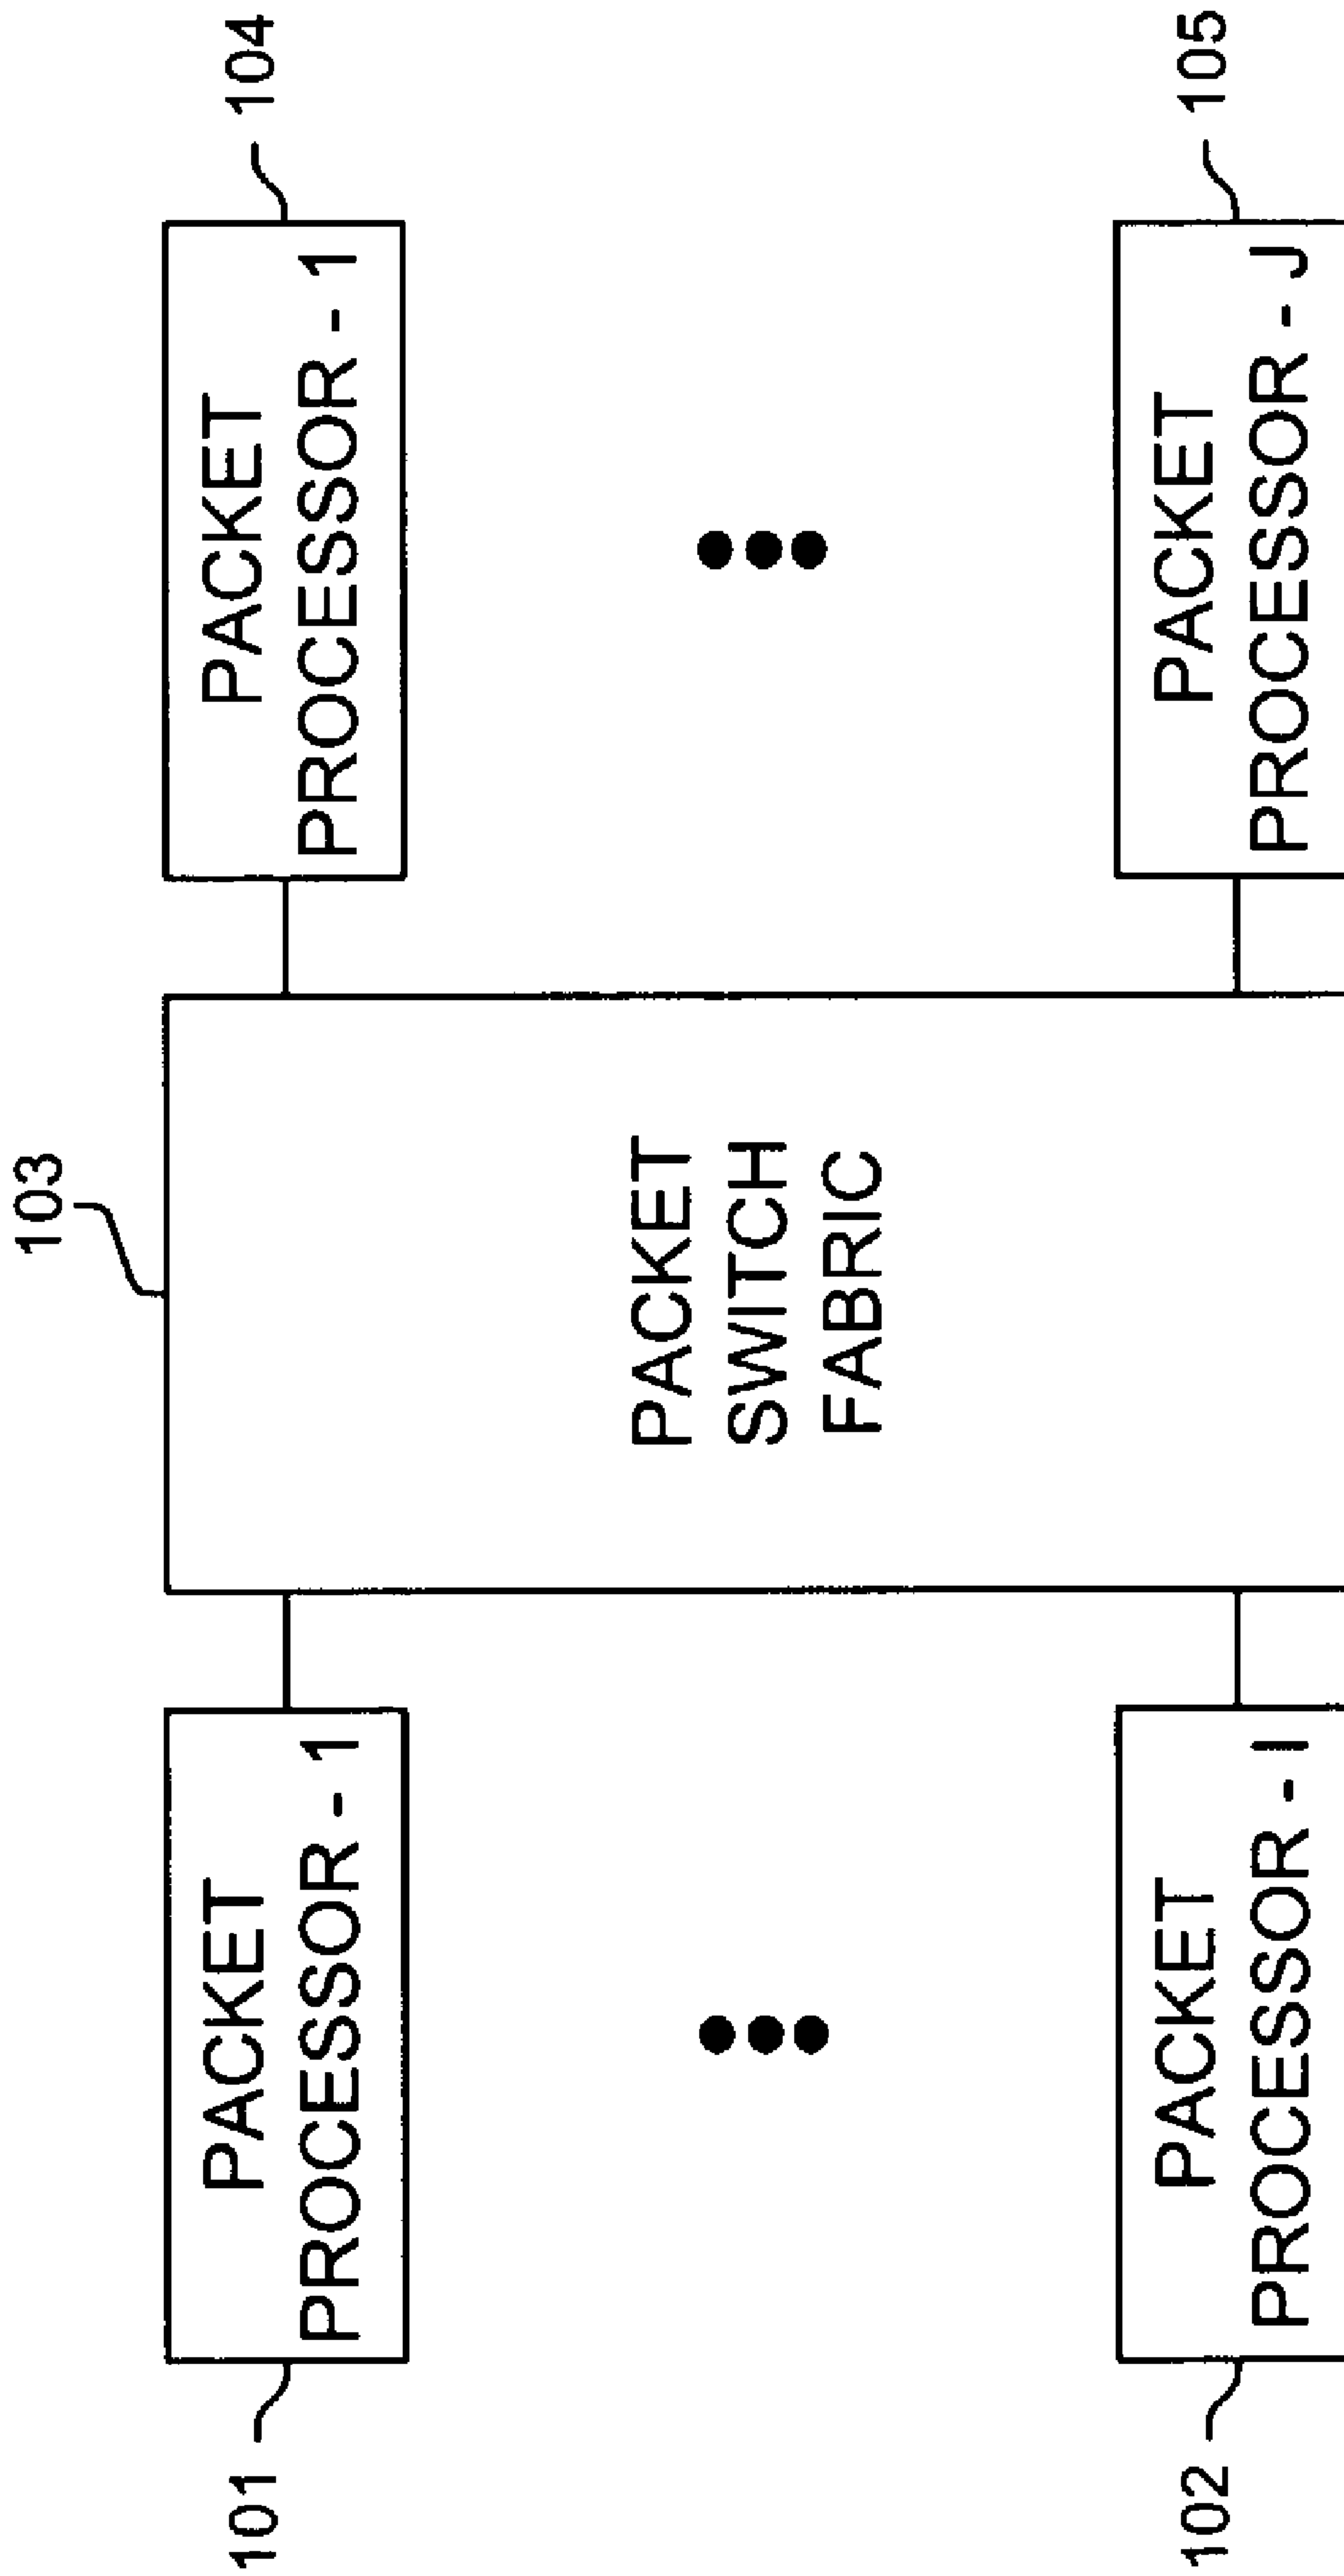 103
101
PACKET
PROCESSOR - 1
PACKET
SWITCH
FABRIC
PACKET
PROCESSOR - 1
104
102
PACKET
PROCESSOR - I
PACKET
PROCESSOR - J
105